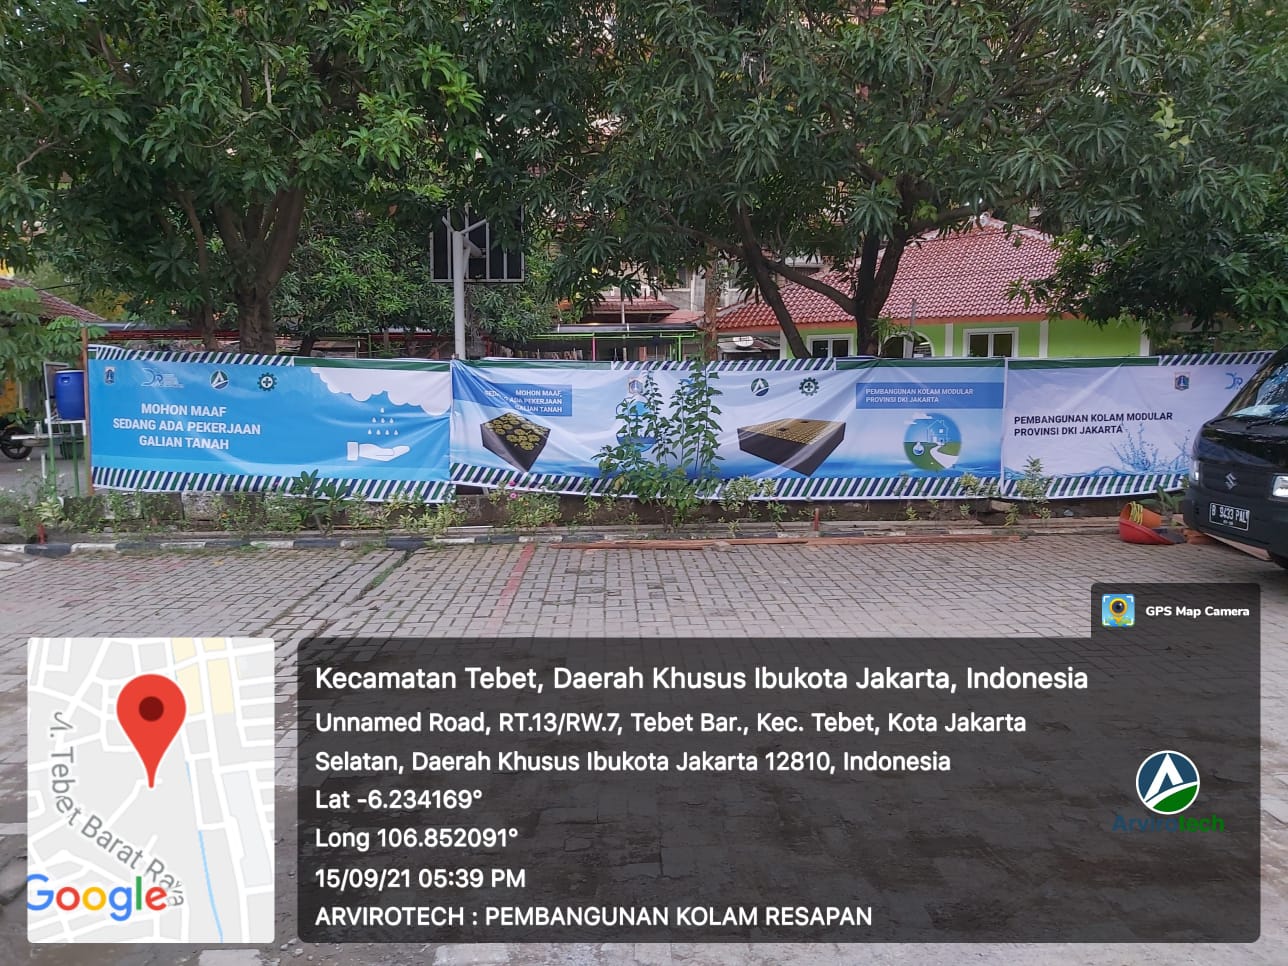 MOHON MAAF
SEDANG ADA PEKERJAAN
GALIAN TANAH
MOHON MAAF
SEDANG ADA PEKERJAAN
GALIAN TANAH
PEMBANGUNAN KOLAM MODULAR
PROVINSI DKI JAKARTA
PEMBANGUNAN KOLAM MODULAR
PROVINSI DKI JAKARTA
B 9433 PAL
GPS Map Camera
Jl. Tebet Barat Raya
Google
Kecamatan Tebet, Daerah Khusus Ibukota Jakarta, Indonesia
Unnamed Road, RT.13/RW.7, Tebet Bar., Kec. Tebet, Kota Jakarta
Selatan, Daerah Khusus Ibukota Jakarta 12810, Indonesia
Lat -6.234169°
Long 106.852091°
15/09/21 05:39 PM
ARVIROTECH : PEMBANGUNAN KOLAM RESAPAN
Arvirotech